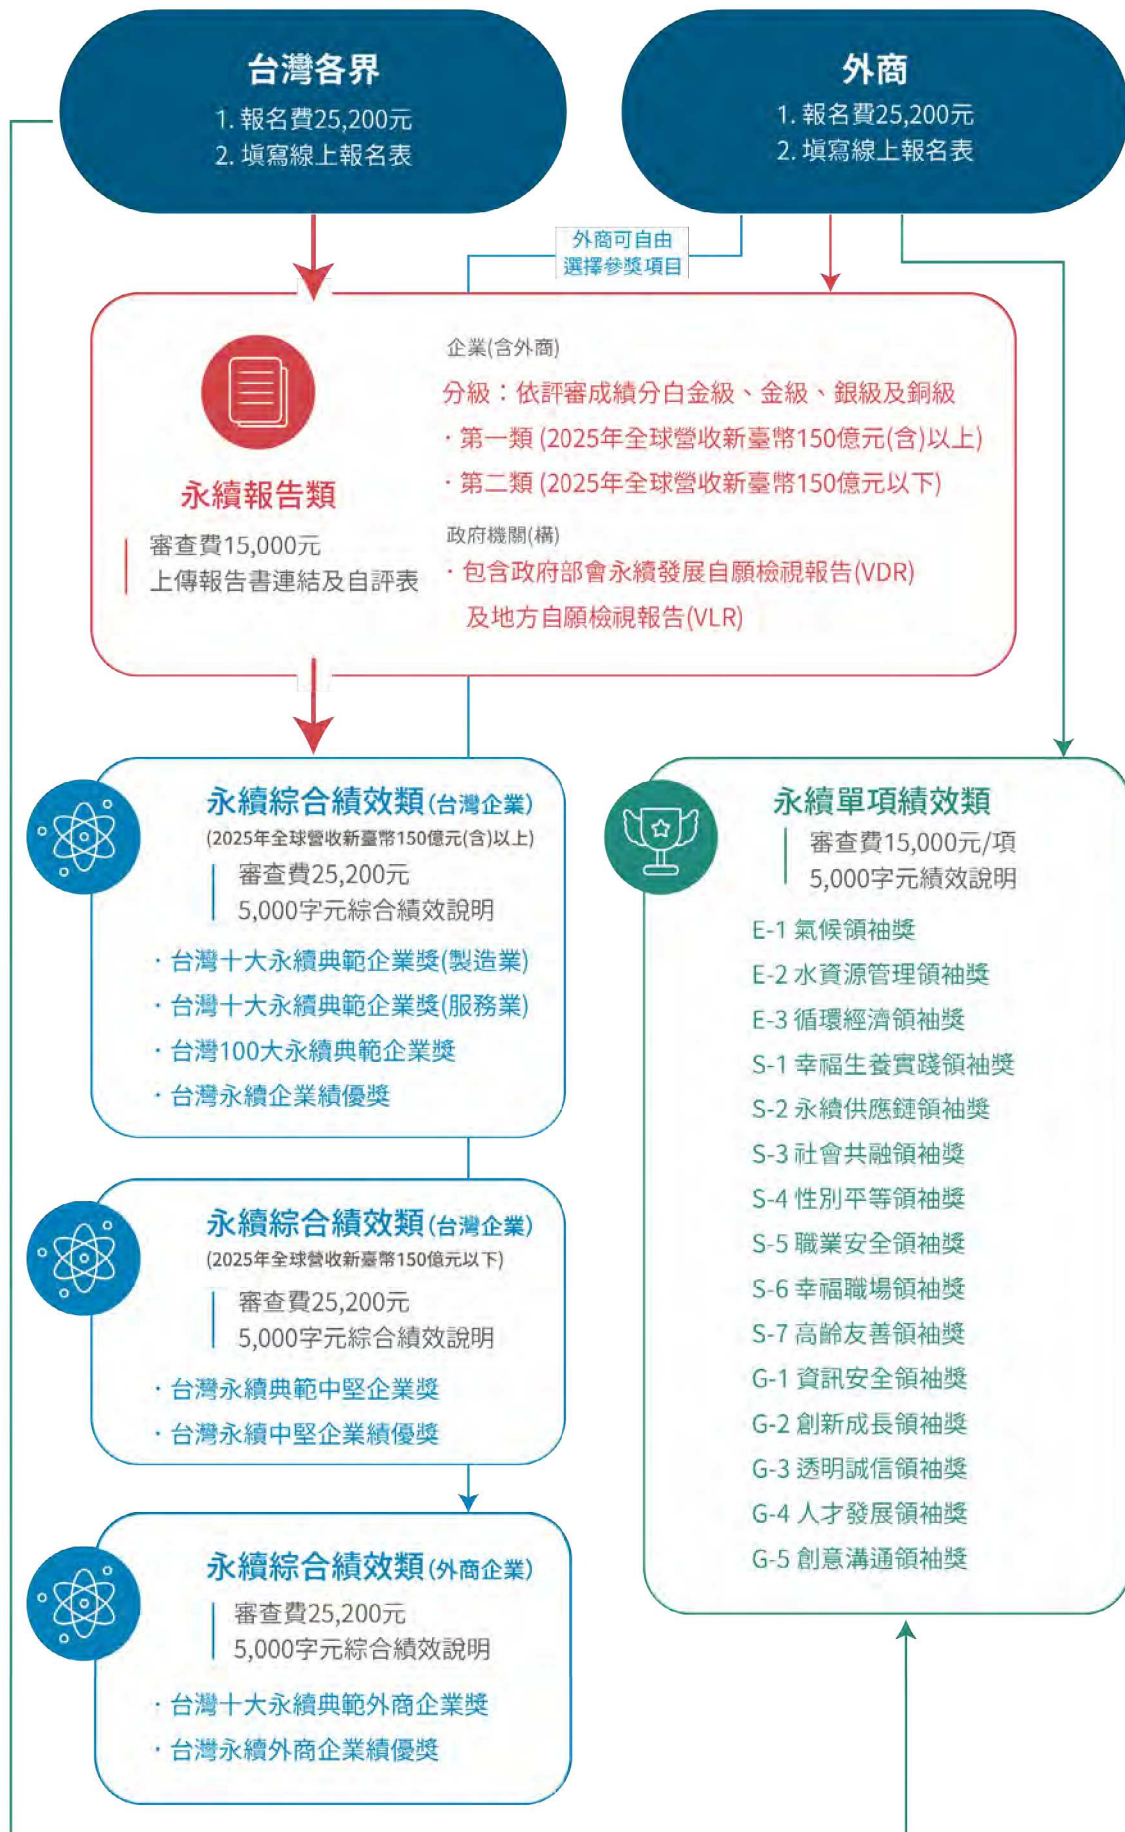 台灣各界
1. 報名費25,200元
2. 填寫線上報名表
外商
1. 報名費25,200元
2. 填寫線上報名表
外商可自由
選擇參獎項目
永續報告類
審查費15,000元
上傳報告書連結及自評表
企業(含外商)
分級：依評審成績分白金級、金級、銀級及銅級
·第一類 (2025年全球營收新臺幣150億元(含)以上)
·第二類 (2025年全球營收新臺幣150億元以下)
政府機關(構)
·包含政府部會永續發展自願檢視報告(VDR)
及地方自願檢視報告(VLR)
永續綜合績效類(台灣企業)
(2025年全球營收新臺幣150億元(含)以上)
審查費25,200元
5,000字元綜合績效說明
·台灣十大永續典範企業獎(製造業)
·台灣十大永續典範企業獎(服務業)
·台灣100大永續典範企業獎
·台灣永續企業績優獎
永續綜合績效類(台灣企業)
(2025年全球營收新臺幣150億元以下)
審查費25,200元
5,000字元綜合績效說明
·台灣永續典範中堅企業獎
·台灣永續中堅企業績優獎
永續綜合績效類(外商企業)
審查費25,200元
5,000字元綜合績效說明
·台灣十大永續典範外商企業獎
·台灣永續外商企業績優獎
永續單項績效類
審查費15,000元/項
5,000字元績效說明
E-1 氣候領袖獎
E-2 水資源管理領袖獎
E-3 循環經濟領袖獎
S-1 幸福生養實踐領袖獎
S-2 永續供應鏈領袖獎
S-3 社會共融領袖獎
S-4 性別平等領袖獎
S-5 職業安全領袖獎
S-6 幸福職場領袖獎
S-7 高齡友善領袖獎
G-1 資訊安全領袖獎
G-2 創新成長領袖獎
G-3 透明誠信領袖獎
G-4 人才發展領袖獎
G-5 創意溝通領袖獎